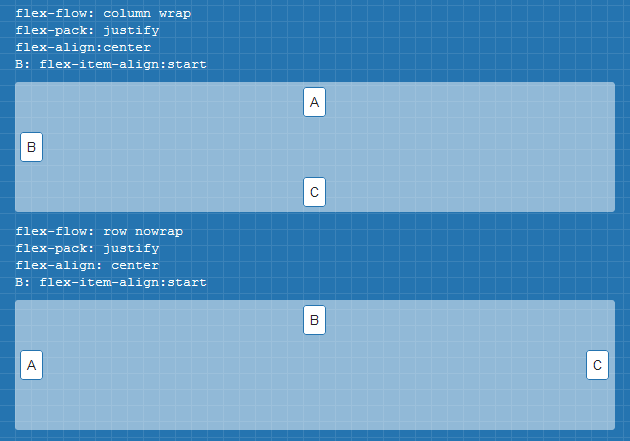 flex-flow: column wrap
flex-pack: justify
flex-align:center
B: flex-item-align:start
A
B
C
flex-flow: row nowrap
flex-pack: justify
flex-align: center
B: flex-item-align:start
B
A
C